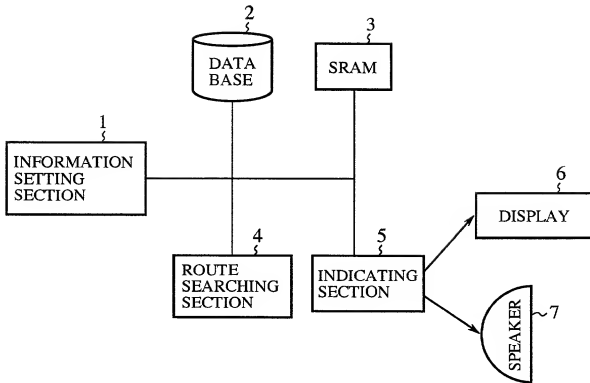 2
DATA
BASE
3
SRAM
1
INFORMATION
SETTING
SECTION
4
ROUTE
SEARCHING
SECTION
5
INDICATING
SECTION
6
DISPLAY
7
SPEAKER